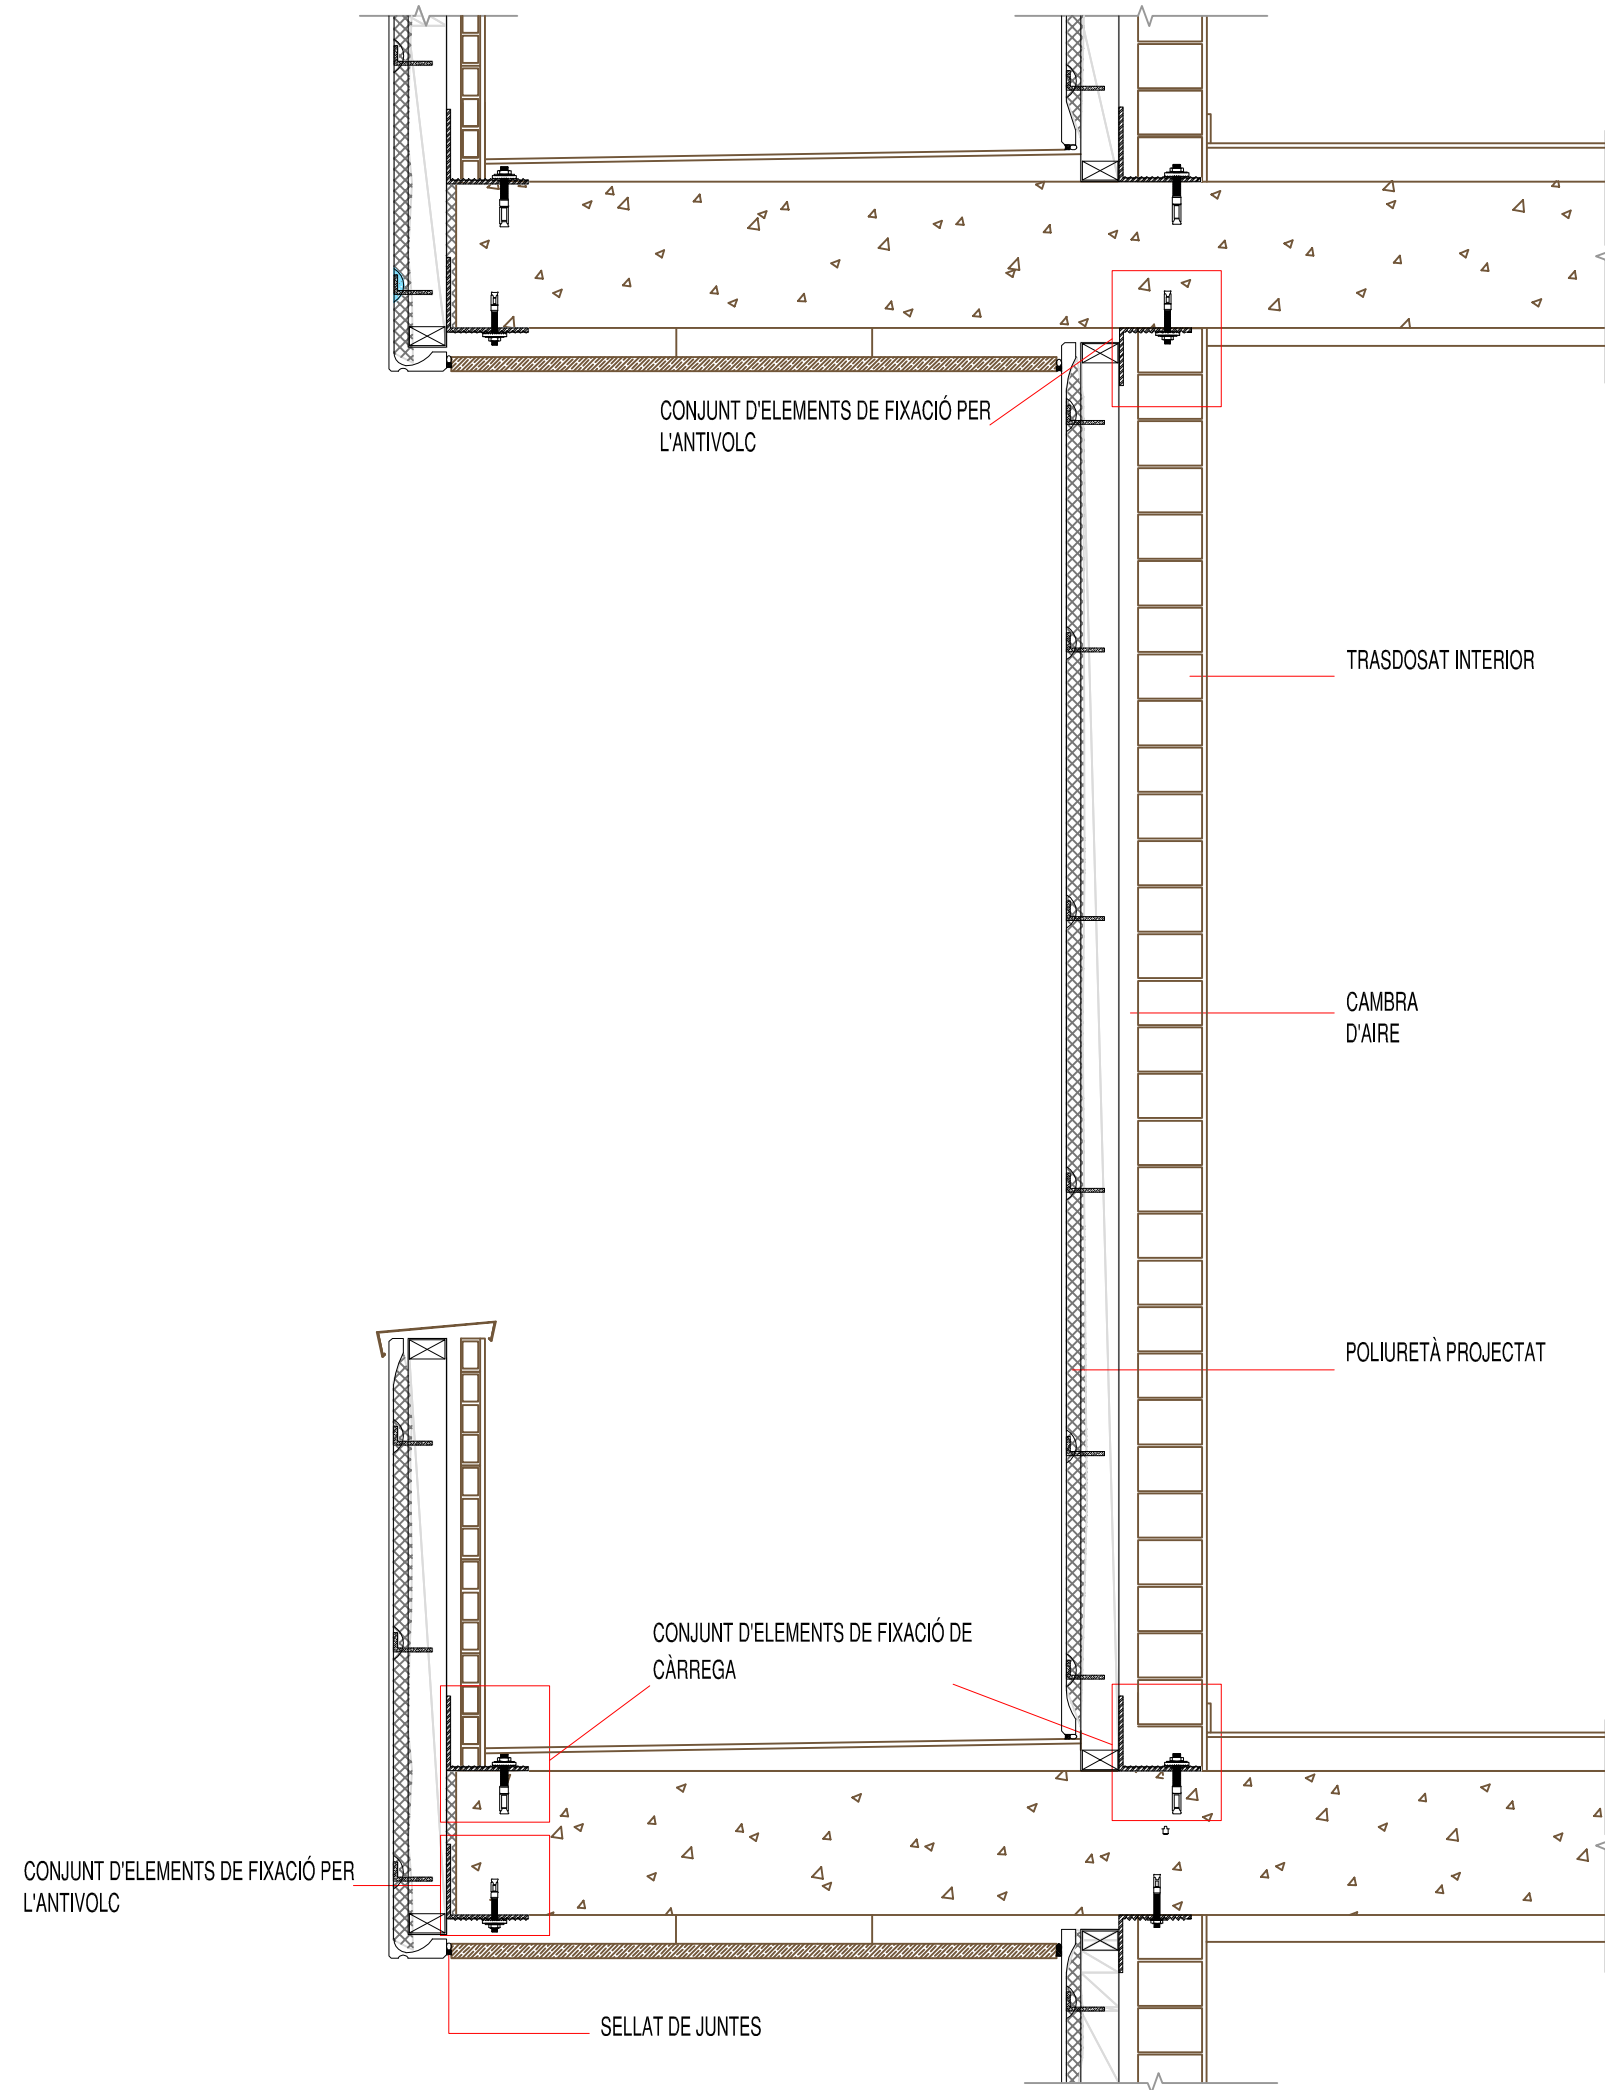 CONJUNT D'ELEMENTS DE FIXACIÓ PER
L'ANTIVOLC
TRASDOSAT INTERIOR
CAMBRA
D'AIRE
POLIURETÀ PROJECTAT
CONJUNT D'ELEMENTS DE FIXACIÓ DE
CÀRREGA
CONJUNT D'ELEMENTS DE FIXACIÓ PER
L'ANTIVOLC
SELLAT DE JUNTES